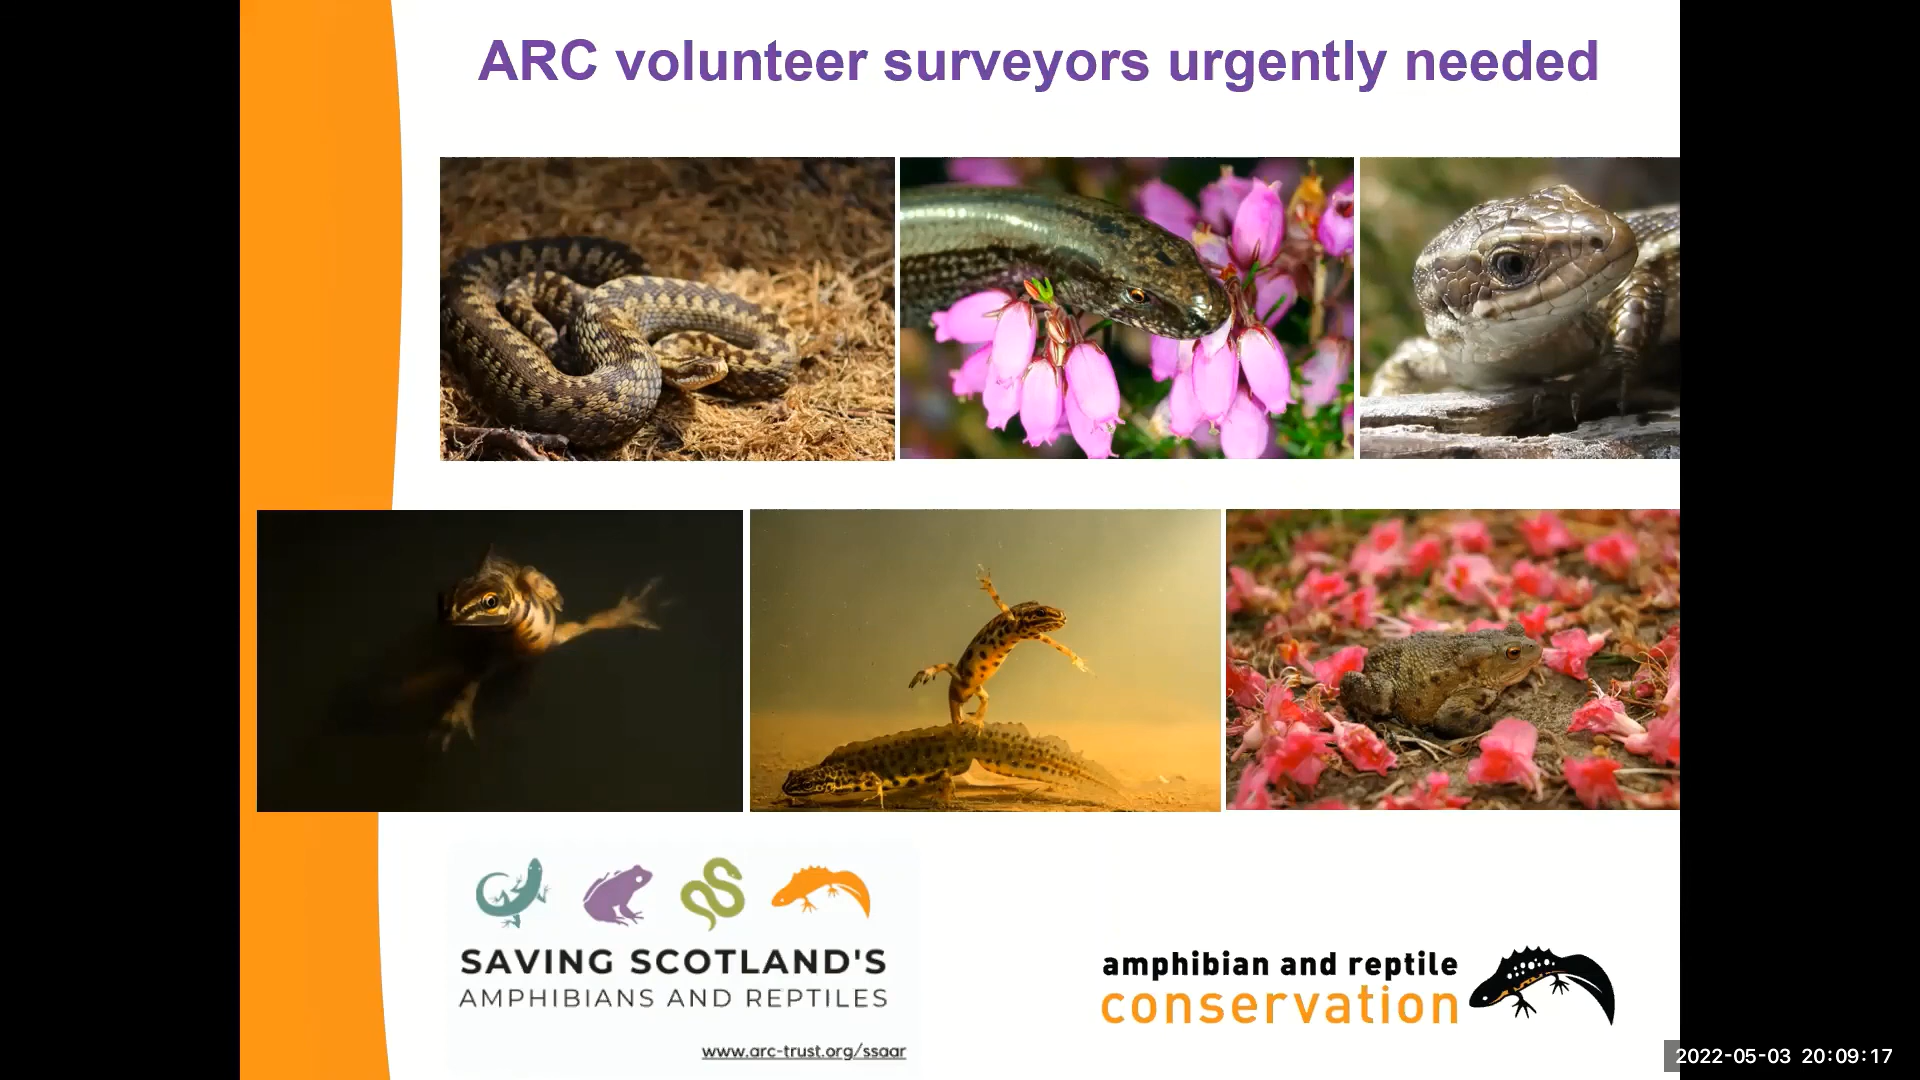 ARC volunteer surveyors urgently needed
SAVING SCOTLAND'S
AMPHIBIANS AND REPTILES
www.arc-trust.org/ssaar
amphibian and reptile
conservation
2022-05-03 20:09:17